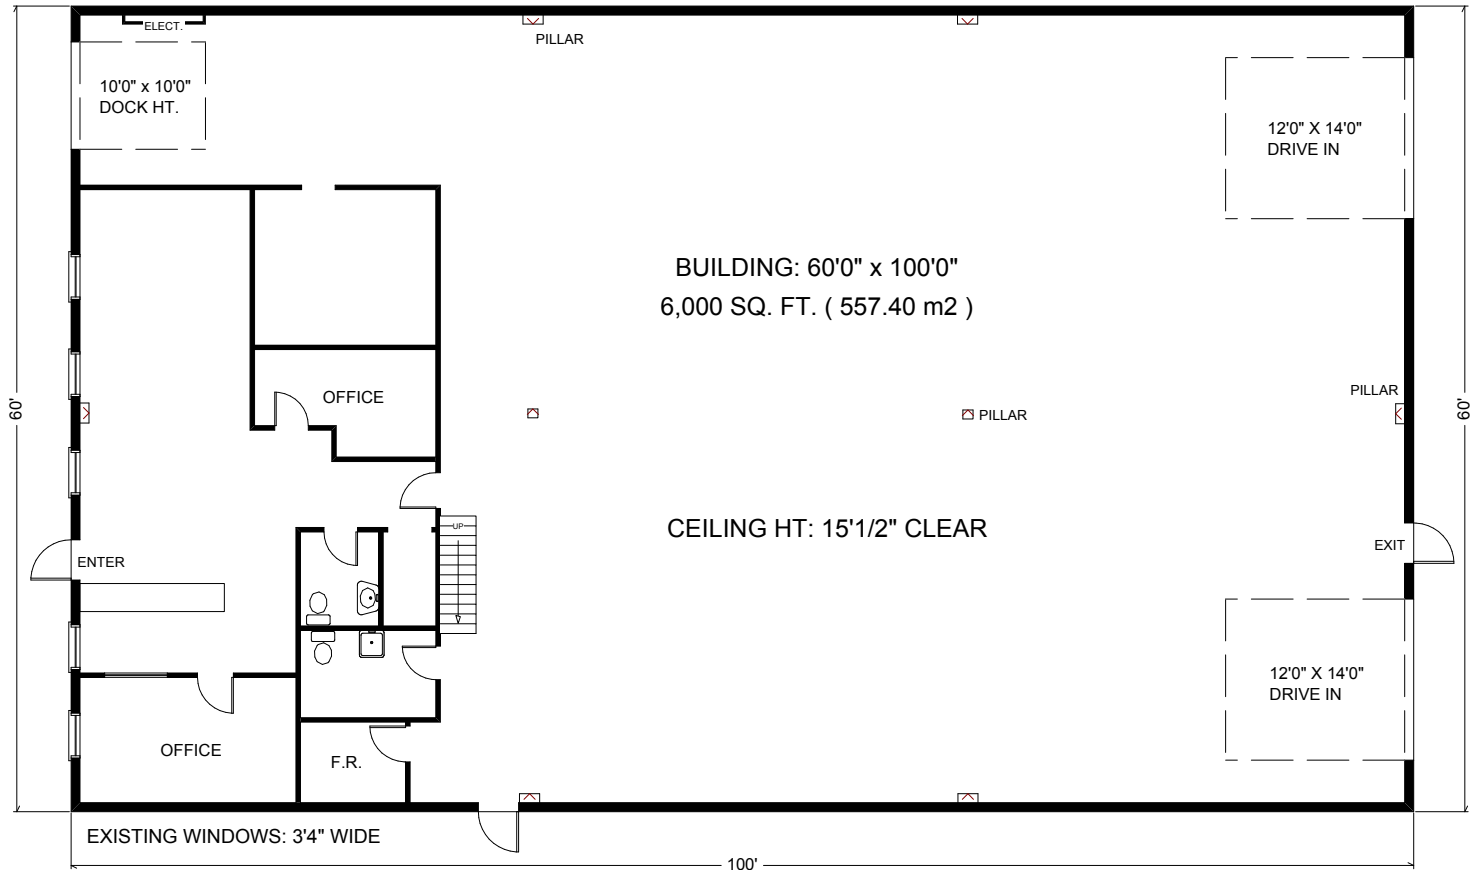 ELECT.
PILLAR
10'0" x 10'0"
DOCK HT.
12'0" X 14'0"
DRIVE IN
BUILDING: 60'0" x 100'0"
6,000 SQ. FT. ( 557.40 m2 )
OFFICE
PILLAR
PILLAR
60'
60'
UP
CEILING HT: 15'1/2" CLEAR
EXIT
ENTER
12'0" X 14'0"
DRIVE IN
OFFICE
F.R.
EXISTING WINDOWS: 3'4" WIDE
100'